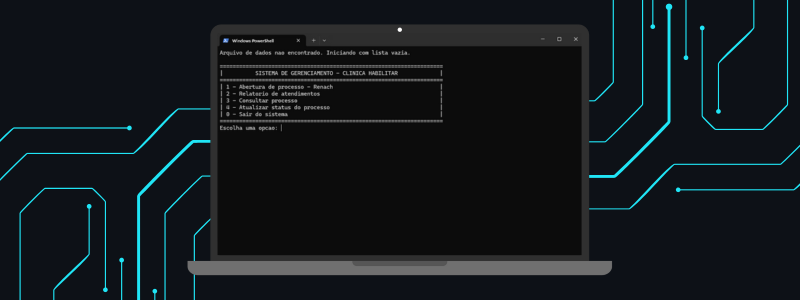 Windows PowerShell
Arquivo de dados nao encontrado. Iniciando com lista vazia.
======================================================================
|          SISTEMA DE GERENCIAMENTO - CLINICA HABILITAR          |
======================================================================
| 1 - Abertura de processo - Renach |
| 2 - Relatorio de atendimentos |
| 3 - Consultar processo |
| 4 - Atualizar status do processo |
| 0 - Sair do sistema |
======================================================================
Escolha uma opcao: